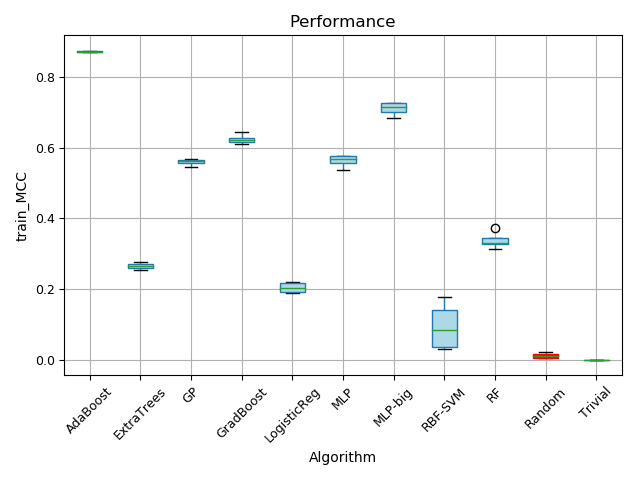 Performance
train_MCC
0.8
0.6
0.4
0.2
0.0
AdaBoost
ExtraTrees
GP
GradBoost
LogisticReg
MLP
MLP-big
RBF-SVM
RF
Random
Trivial
Algorithm